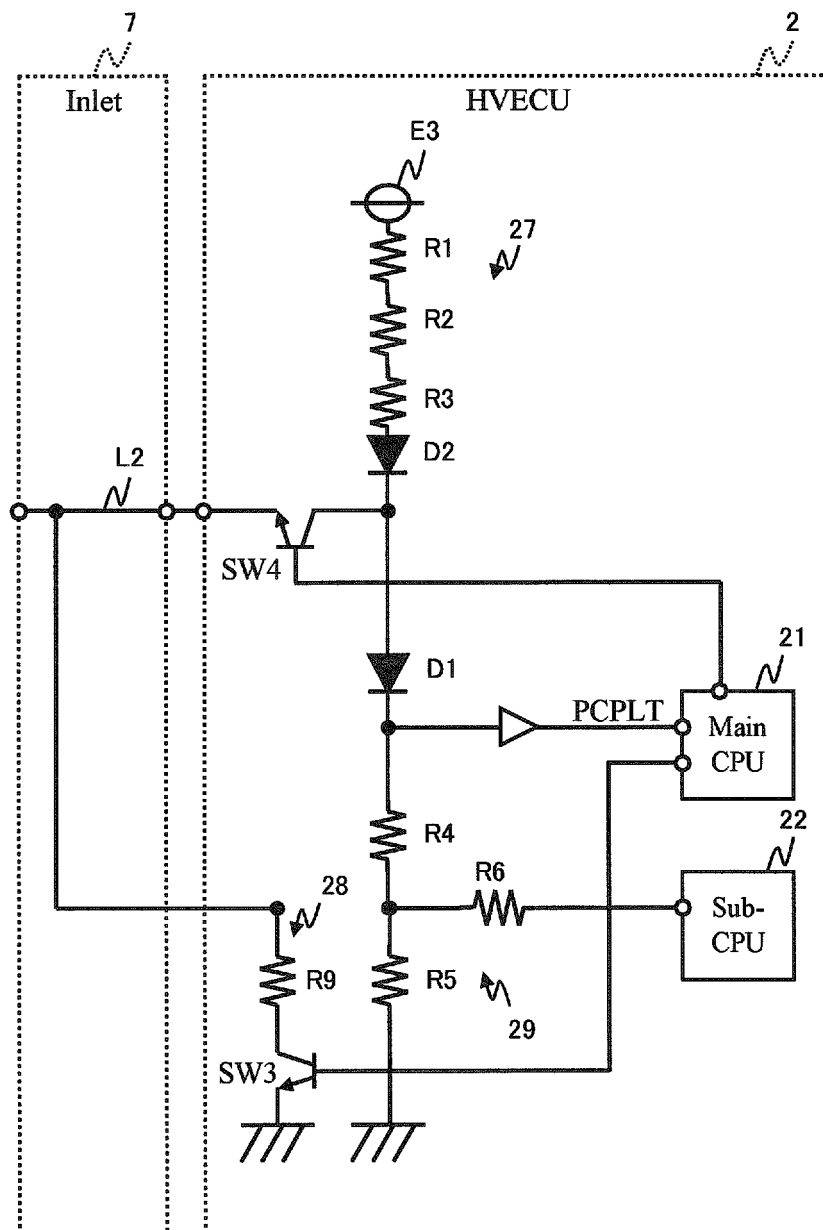 7
2
Inlet
HVECU
E3
27
R1
R2
R3
D2
L2
SW4
D1
21
PCPLT
Main
CPU
R4
22
R6
28
Sub-
CPU
R9
R5
29
SW3